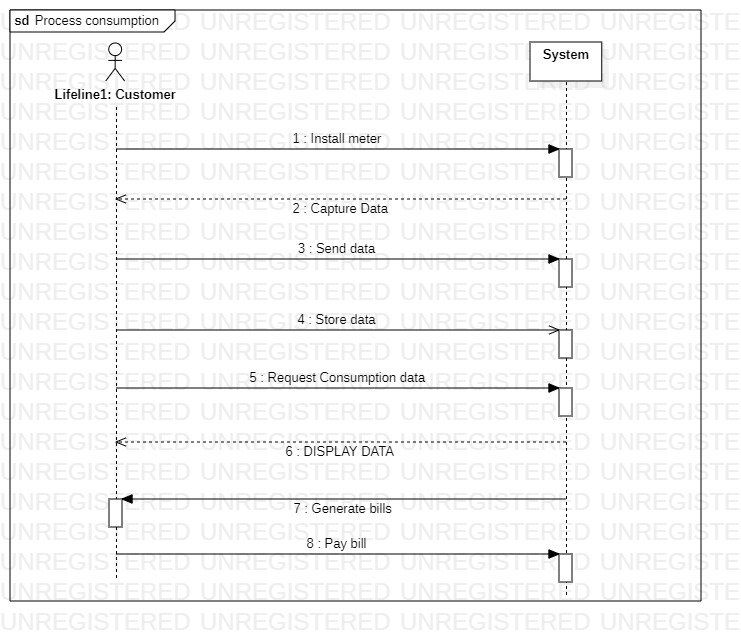 sd Process consumption
Lifeline1: Customer
System
1 : Install meter
2 : Capture Data
3 : Send data
4 : Store data
5 : Request Consumption data
6 : DISPLAY DATA
7 : Generate bills
8 : Pay bill
UNREGISTERED